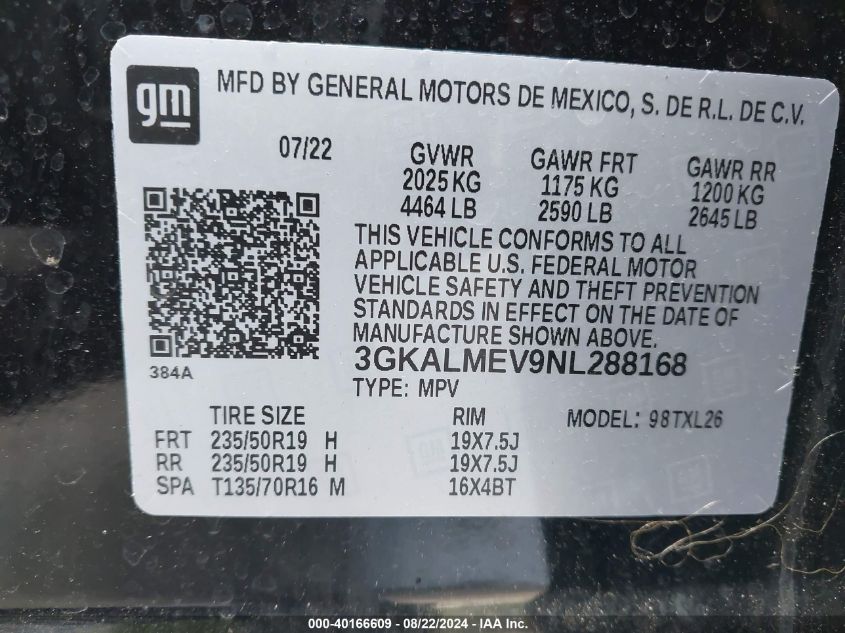 gm
MFD BY GENERAL MOTORS DE MEXICO, S. DE R.L. DE C.V.
07/22
GVWR
2025 KG
4464 LB
GAWR FRT
1175 KG
2590 LB
GAWR RR
1200 KG
2645 LB
THIS VEHICLE CONFORMS TO ALL
APPLICABLE U.S. FEDERAL MOTOR
VEHICLE SAFETY AND THEFT PREVENTION
STANDARDS IN EFFECT ON THE DATE OF
MANUFACTURE SHOWN ABOVE.
3GKALMEV9NL288168
384A
TYPE: MPV
TIRE SIZE RIM MODEL: 98TXL26
FRT 235/50R19 H 19X7.5J
RR 235/50R19 H 19X7.5J
SPA T135/70R16 M 16X4BT
000-40166609 - 08/22/2024 - IAA Inc.